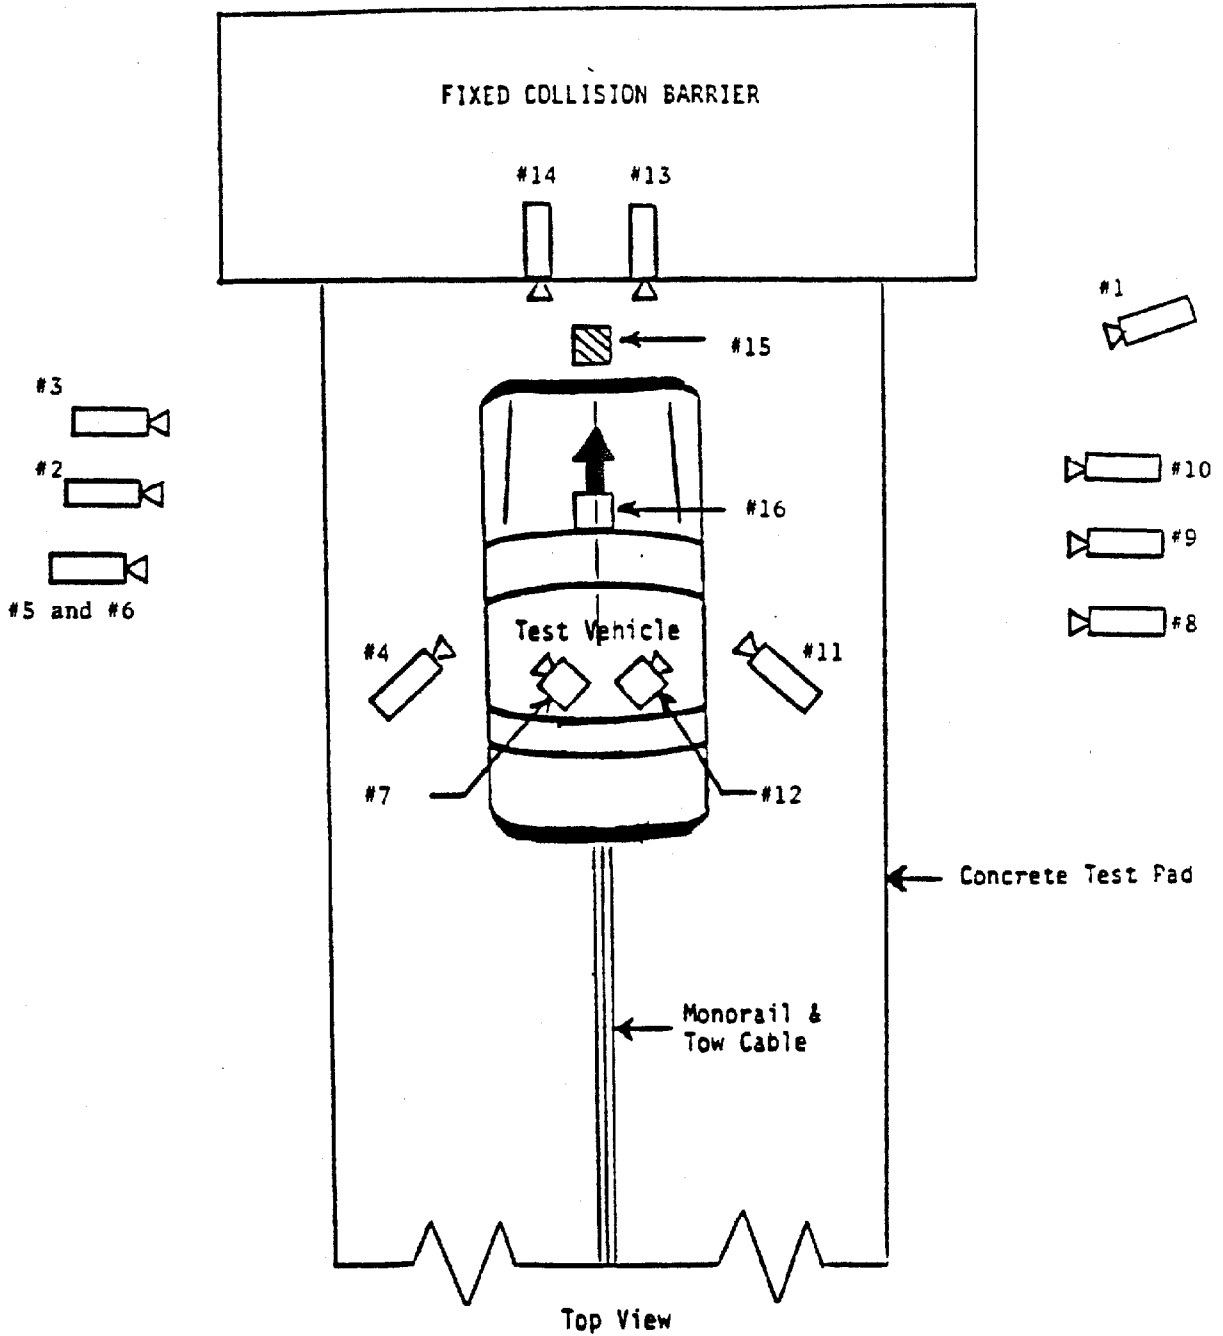 FIXED COLLISION BARRIER
#14
#13
#1
#15
#3
#2
#10
#16
#9
#5 and #6
#8
Test Vehicle
#4
#11
#7
#12
Concrete Test Pad
Monorail &
Tow Cable
Top View